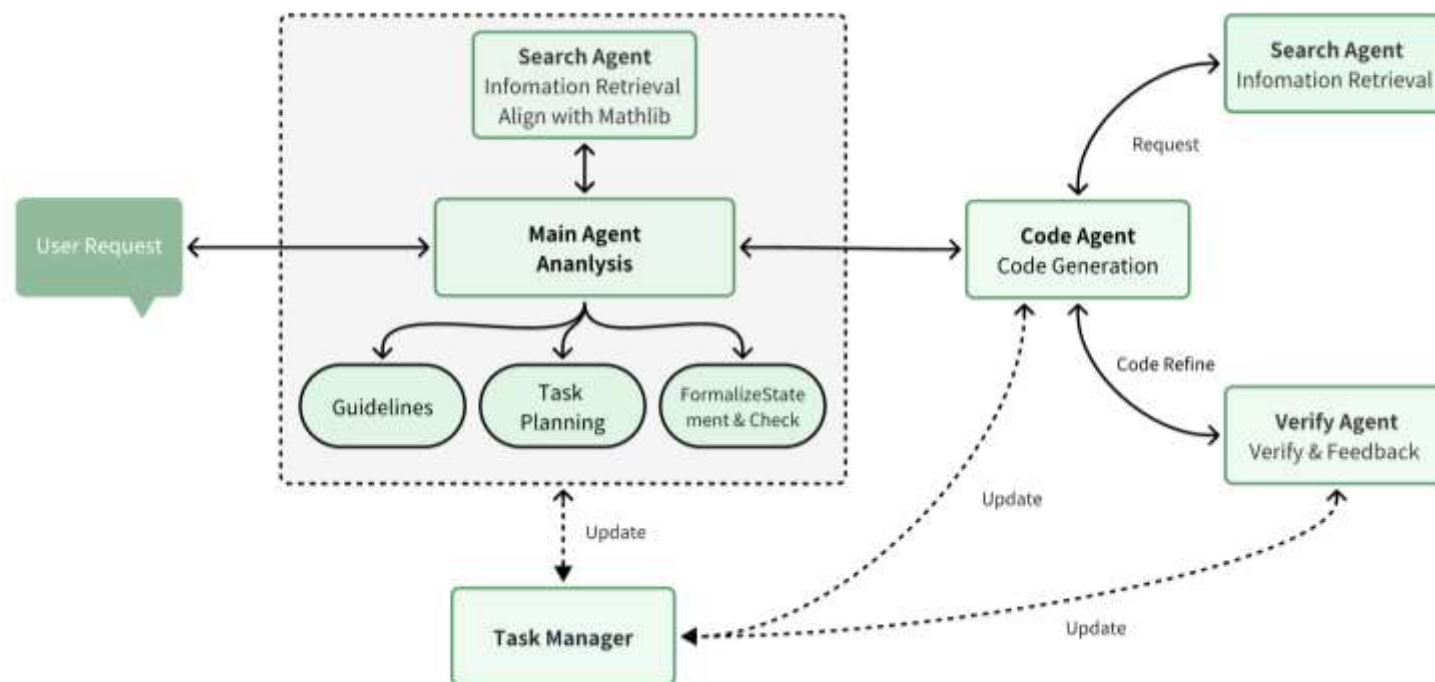 Search Agent
Infomation Retrieval
Align with Mathlib
Search Agent
Infomation Retrieval
Request
User Request
Main Agent
Ananlysis
Code Agent
Code Generation
Guidelines
Task
Planning
FormalizeState
ment & Check
Code Refine
Verify Agent
Verify & Feedback
Update
Update
Task Manager
Update